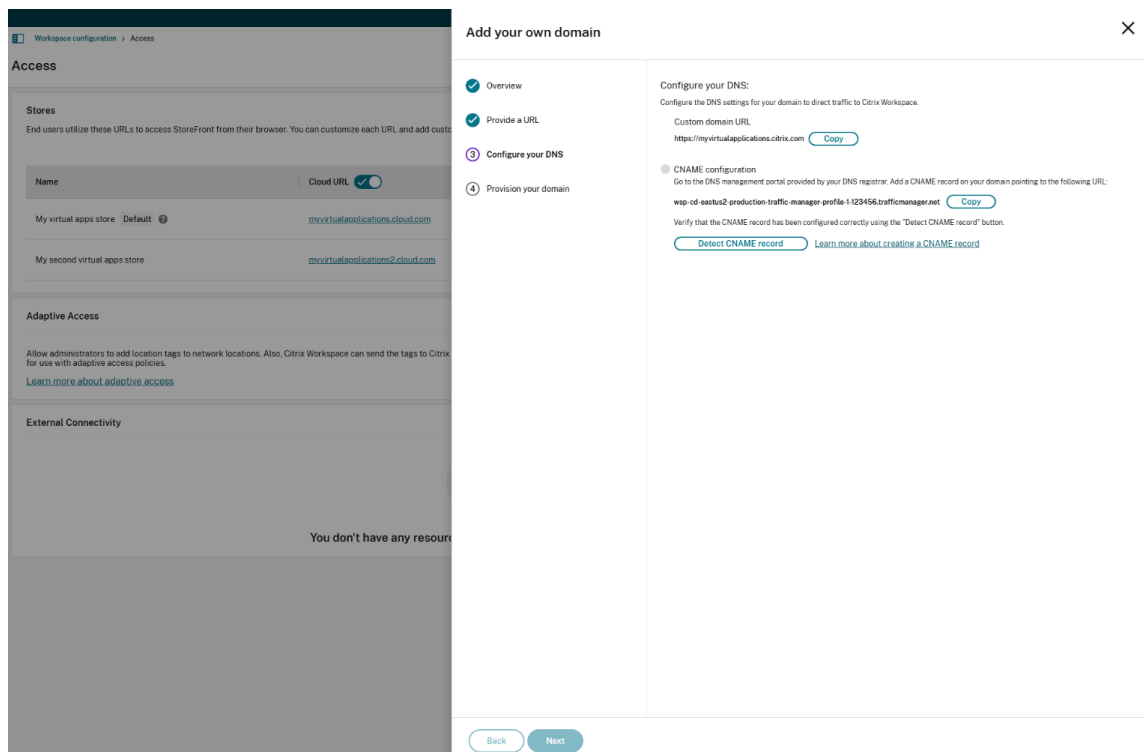 Workspace configuration > Access
Access
Stores
End users utilize these URLs to access StoreFront from their browser. You can customize each URL and add custo
Name
Cloud URL
My virtual apps store Default
myvirtualapplications.cloud.com
My second virtual apps store
myvirtualapplications2.cloud.com
Adaptive Access
Allow administrators to add location tags to network locations. Also, Citrix Workspace can send the tags to Citrix
for use with adaptive access policies.
Learn more about adaptive access
External Connectivity
You don't have any resour
Add your own domain
Overview
Provide a URL
3 Configure your DNS
4 Provision your domain
Configure your DNS:
Configure the DNS settings for your domain to direct traffic to Citrix Workspace.
Custom domain URL
https://myvirtualapplications.citrix.com Copy
CNAME configuration
Go to the DNS management portal provided by your DNS registrar. Add a CNAME record on your domain pointing to the following URL:
wsp-cd-eastus2-production-traffic-manager-profile-1-123456.trafficmanager.net Copy
Verify that the CNAME record has been configured correctly using the "Detect CNAME record" button.
Detect CNAME record Learn more about creating a CNAME record
Back Next